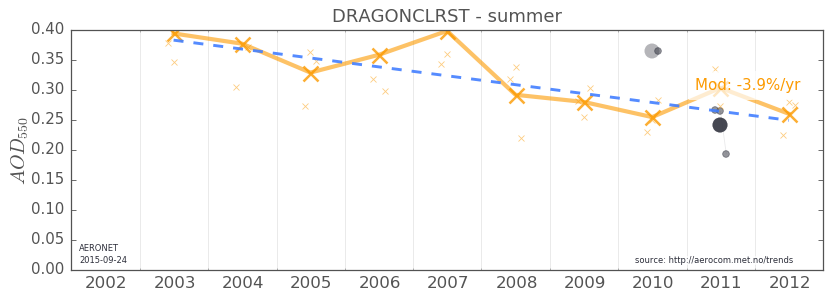 DRAGONCLRST - summer
0.40
0.35
0.30
0.25
0.20
0.15
0.10
0.05
0.00
AOD550
Mod: -3.9%/yr
AERONET
2015-09-24
source: http://aerocom.met.no/trends
2002 2003 2004 2005 2006 2007 2008 2009 2010 2011 2012